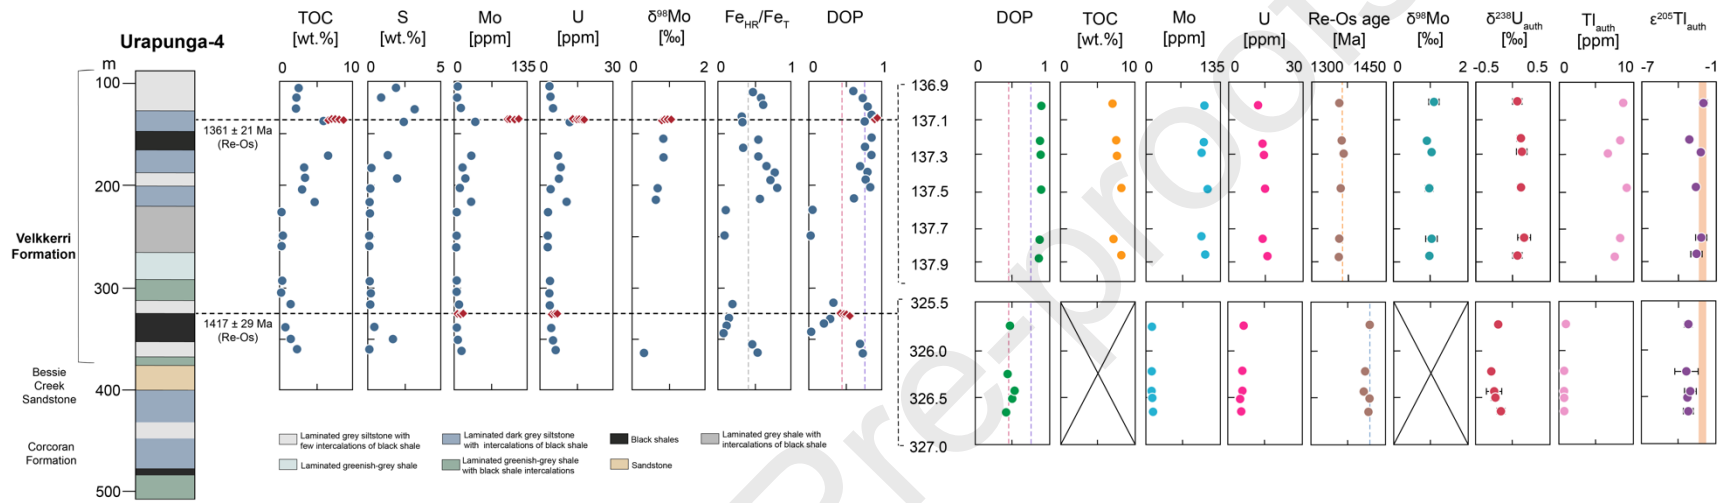 Urapunga-4
m
100
200
300
400
500
Velkkerri
Formation
Bessie
Creek
Sandstone
Corcoran
Formation
1361 ± 21 Ma
(Re-Os)
1417 ± 29 Ma
(Re-Os)
TOC
[wt.%]
0 10
S
[wt.%]
0 5
Mo
[ppm]
0 135
U
[ppm]
0 30
δ⁹⁸Mo
[‰]
0 2
Fe_HR/Fe_T
0 1
DOP
0 1
Laminated grey siltstone with
few intercalations of black shale
Laminated greenish-grey shale
Laminated dark grey siltstone
with intercalations of black shale
Laminated greenish-grey shale
with black shale intercalations
Black shales
Sandstone
Laminated grey shale with
intercalations of black shale
DOP
0 1
TOC
[wt.%]
0 10
Mo
[ppm]
0 135
U
[ppm]
0 30
Re-Os age
[Ma]
1300 1450
δ⁹⁸Mo
[‰]
0 2
δ²³⁸U_auth
[‰]
-0.5 0.5
Tl_auth
[ppm]
0 10
ε²⁰⁵Tl_auth
-7 -1
136.9
137.1
137.3
137.5
137.7
137.9
325.5
326.0
326.5
327.0
Pre-proofs